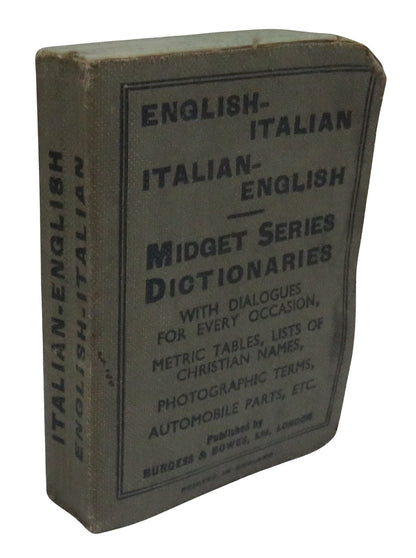 ITALIAN-ENGLISH
ENGLISH-ITALIAN
ENGLISH-
ITALIAN
ITALIAN-
ENGLISH
MIDGET SERIES
DICTIONARIES
WITH DIALOGUES
FOR EVERY OCCASION,
METRIC TABLES, LISTS OF
CHRISTIAN NAMES,
PHOTOGRAPHIC TERMS,
AUTOMOBILE PARTS, ETC.
Published by
BURGESS & BOWES, LTD, LONDON
PRINTED IN ENGLAND